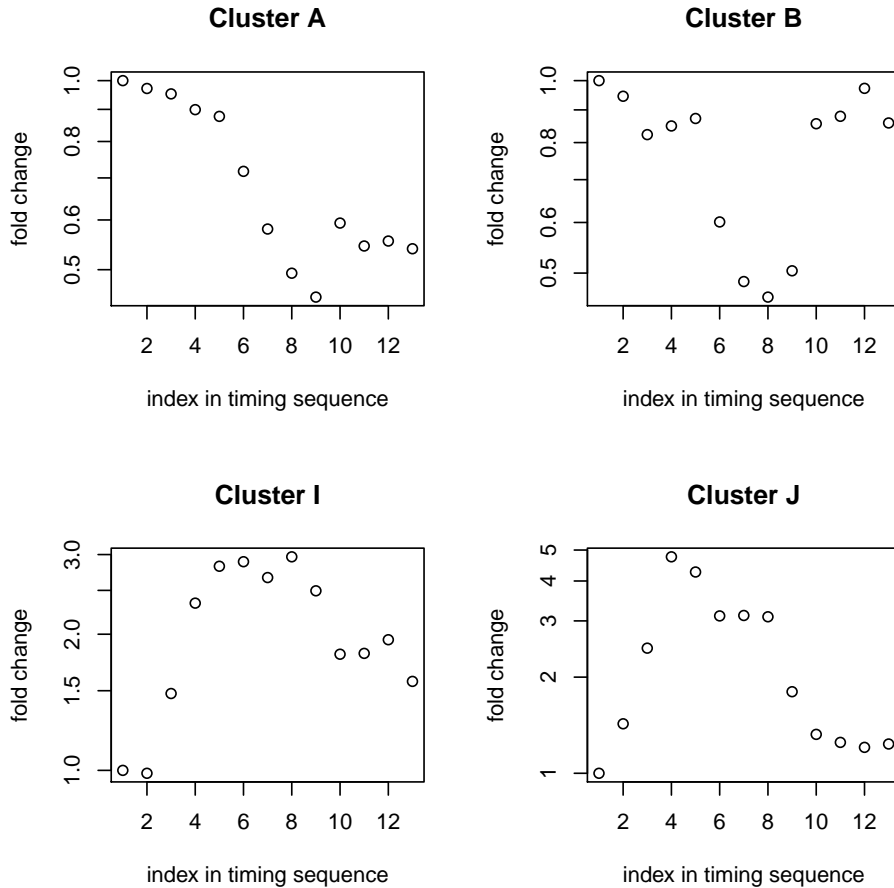 Cluster A
fold change
1.0
0.8
0.6
0.5
2 4 6 8 10 12
index in timing sequence
Cluster B
fold change
1.0
0.8
0.6
0.5
2 4 6 8 10 12
index in timing sequence
Cluster I
fold change
3.0
2.0
1.5
1.0
2 4 6 8 10 12
index in timing sequence
Cluster J
fold change
5
4
3
2
1
2 4 6 8 10 12
index in timing sequence